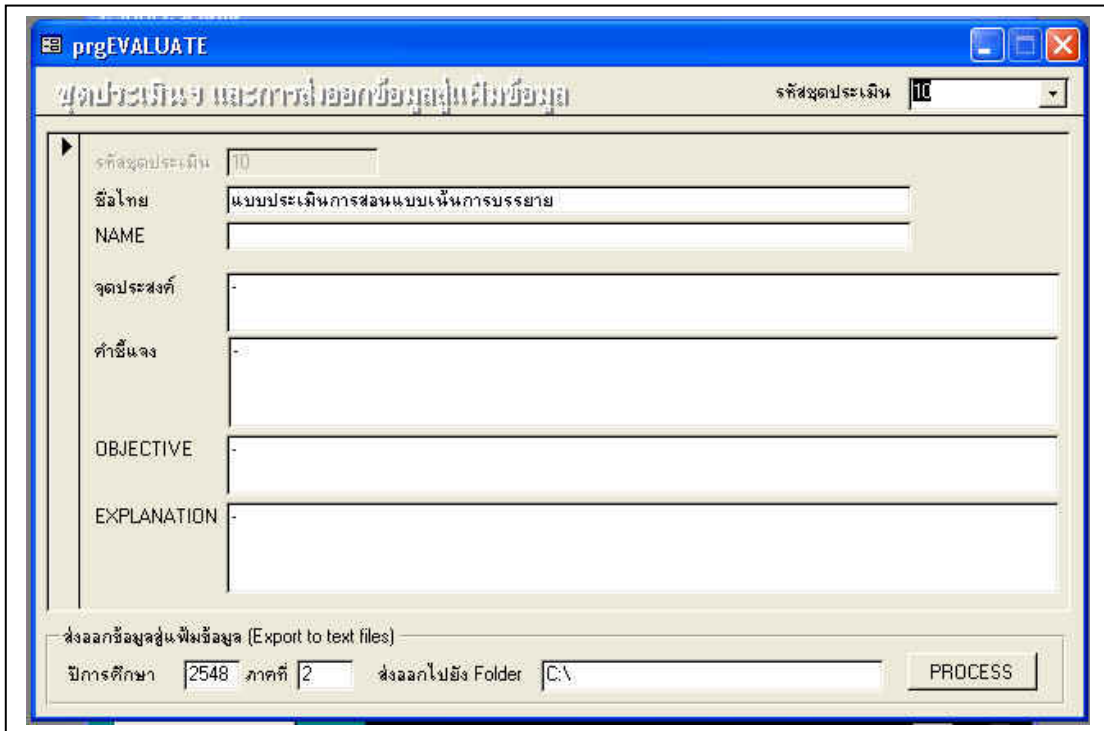 prgEVALUATE
ชุดประเมินฯ และการส่งออกข้อมูลสู่แฟ้มข้อมูล
รหัสชุดประเมิน 10
รหัสชุดประเมิน 10
ชื่อไทย แบบประเมินการสอนแบบเน้นการบรรยาย
NAME
จุดประสงค์ -
คำชี้แจง -
OBJECTIVE -
EXPLANATION -
ส่งออกข้อมูลสู่แฟ้มข้อมูล (Export to text files)
ปีการศึกษา 2548 ภาคที่ 2 ส่งออกไปยัง Folder C:\ PROCESS